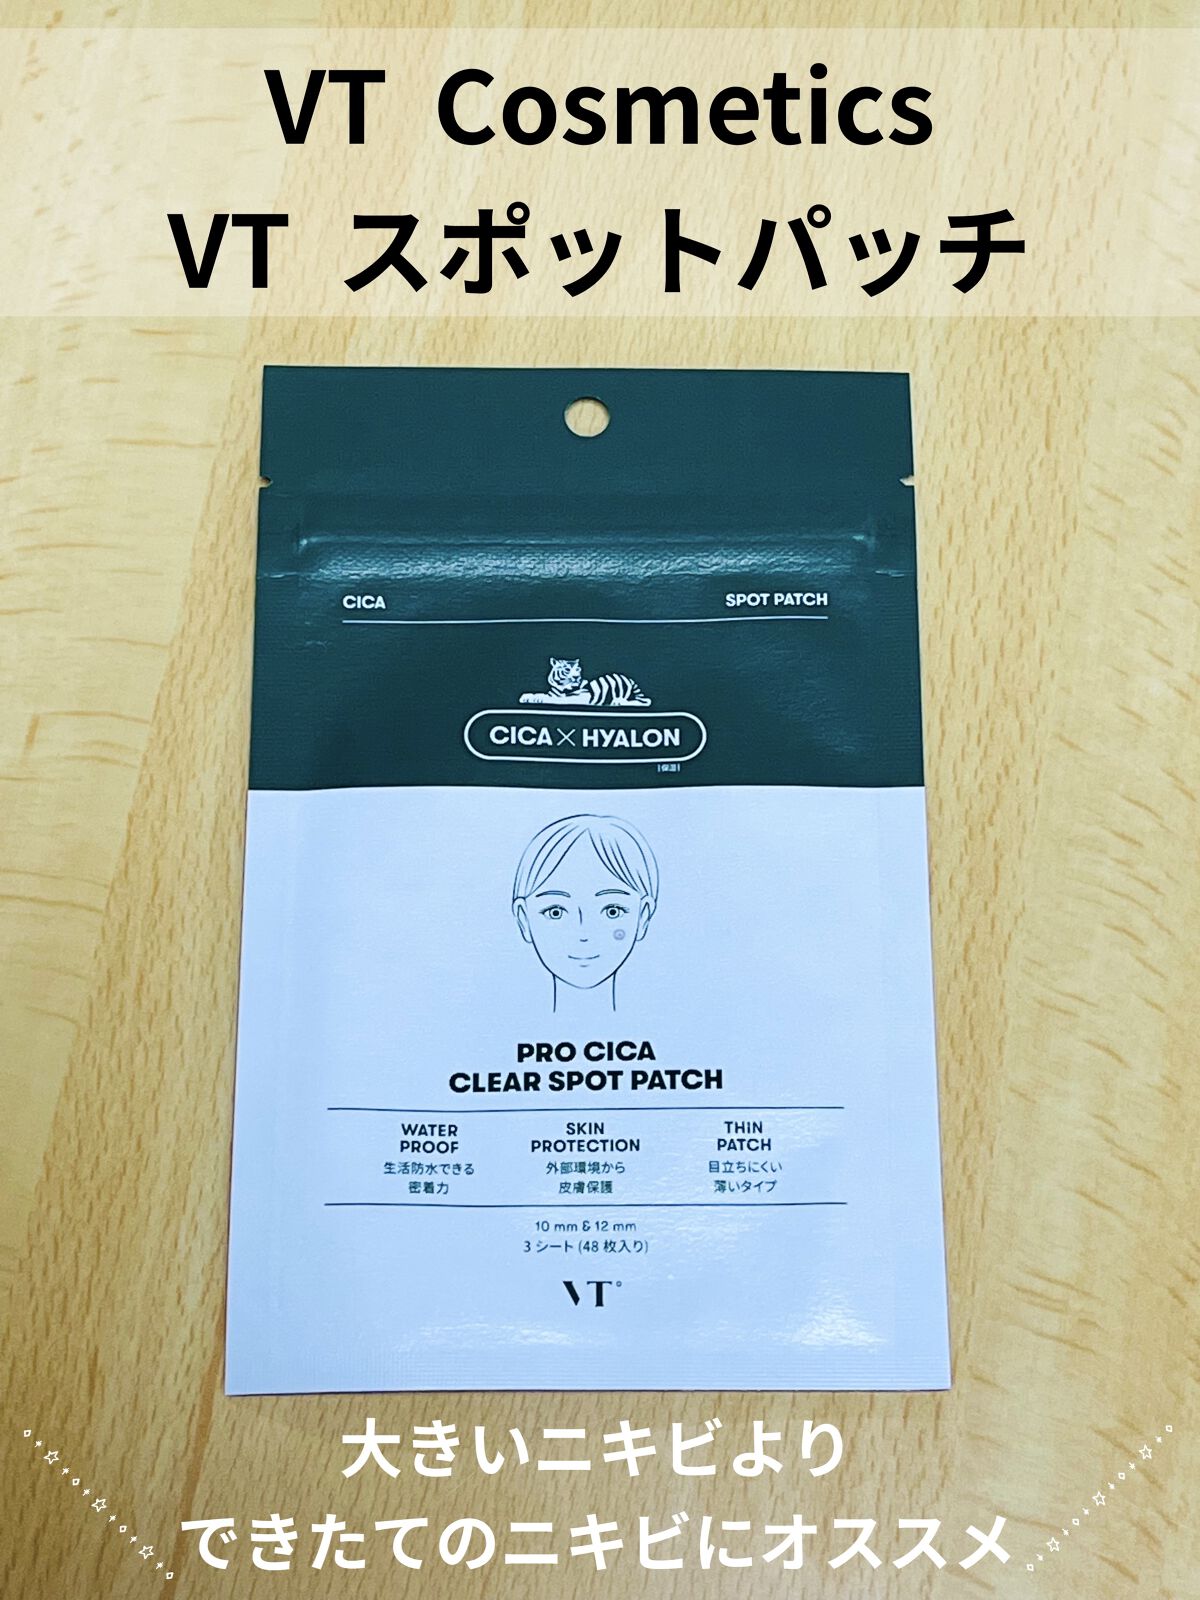 VT Cosmetics
VT スポットパッチ
CICA
SPOT PATCH
CICA×HYALON
[保湿]
PRO CICA
CLEAR SPOT PATCH
WATER
PROOF
生活防水できる
密着力
SKIN
PROTECTION
外部環境から
皮膚保護
THIN
PATCH
目立ちにくい
薄いタイプ
10 mm & 12 mm
3 シート (48 枚入り)
VT
大きいニキビより
できたてのニキビにオススメ